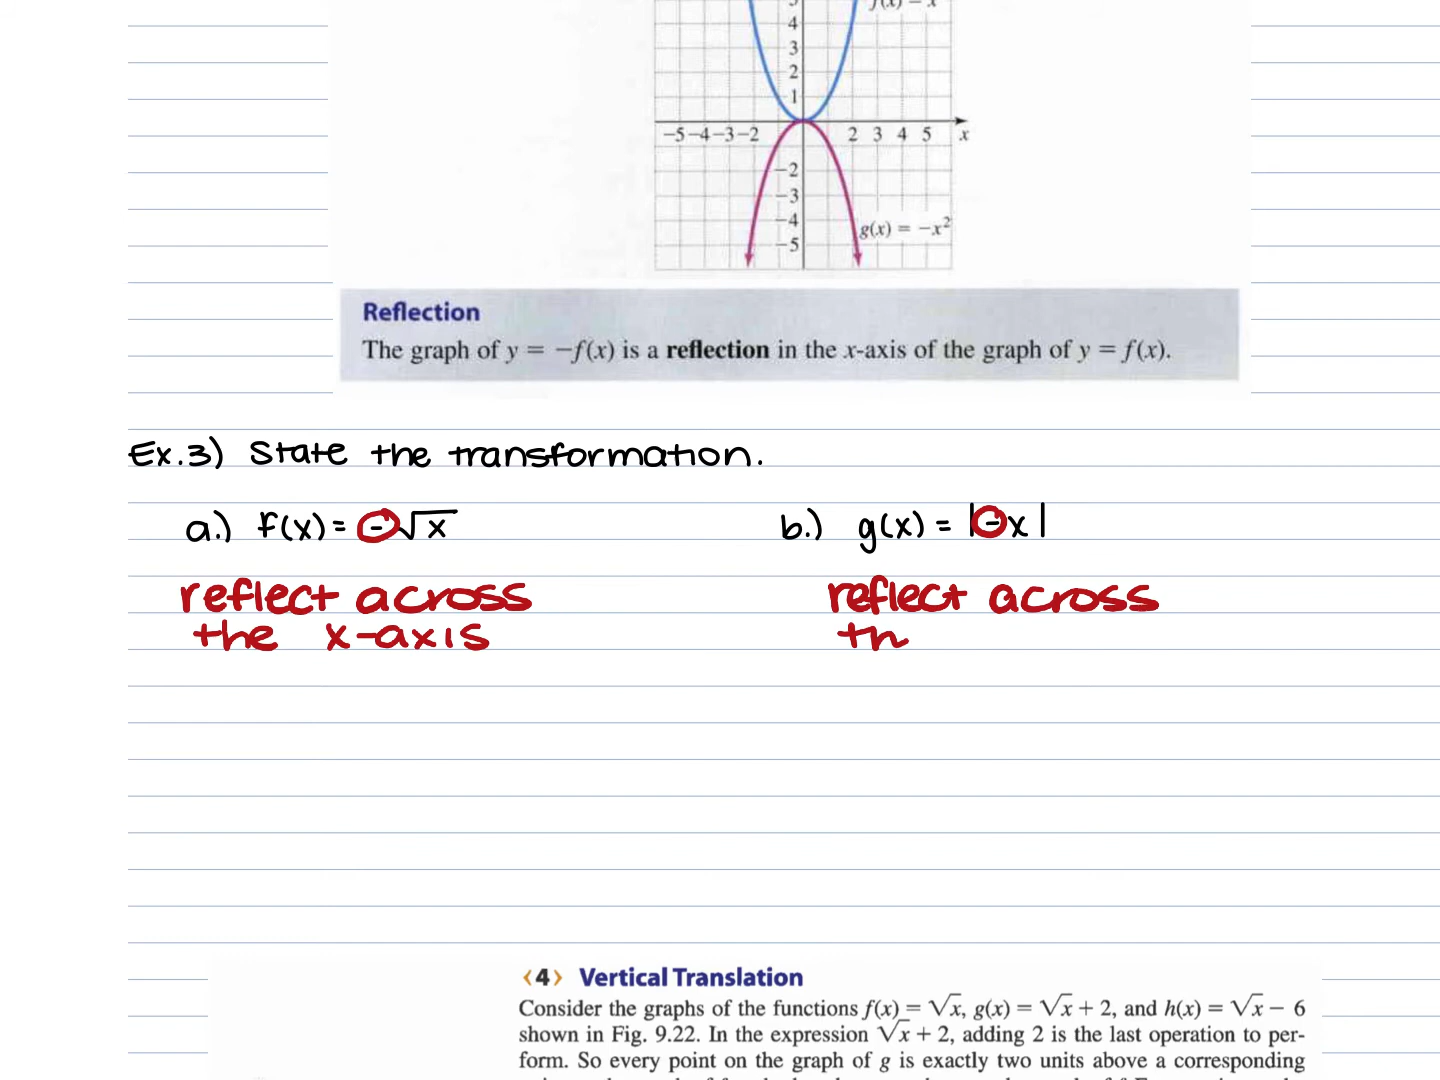 4
3
2
1
-5 -4 -3 -2 2 3 4 5 x
-2
-3
-4
-5
g(x) = -x²
Reflection
The graph of y = -f(x) is a reflection in the x-axis of the graph of y = f(x).
Ex.3) State the transformation.
a.) f(x) = -√x b.) g(x) = |-x|
reflect across reflect across
the x-axis th
‹4› Vertical Translation
Consider the graphs of the functions f(x) = √x, g(x) = √x + 2, and h(x) = √x - 6
shown in Fig. 9.22. In the expression √x + 2, adding 2 is the last operation to per-
form. So every point on the graph of g is exactly two units above a corresponding